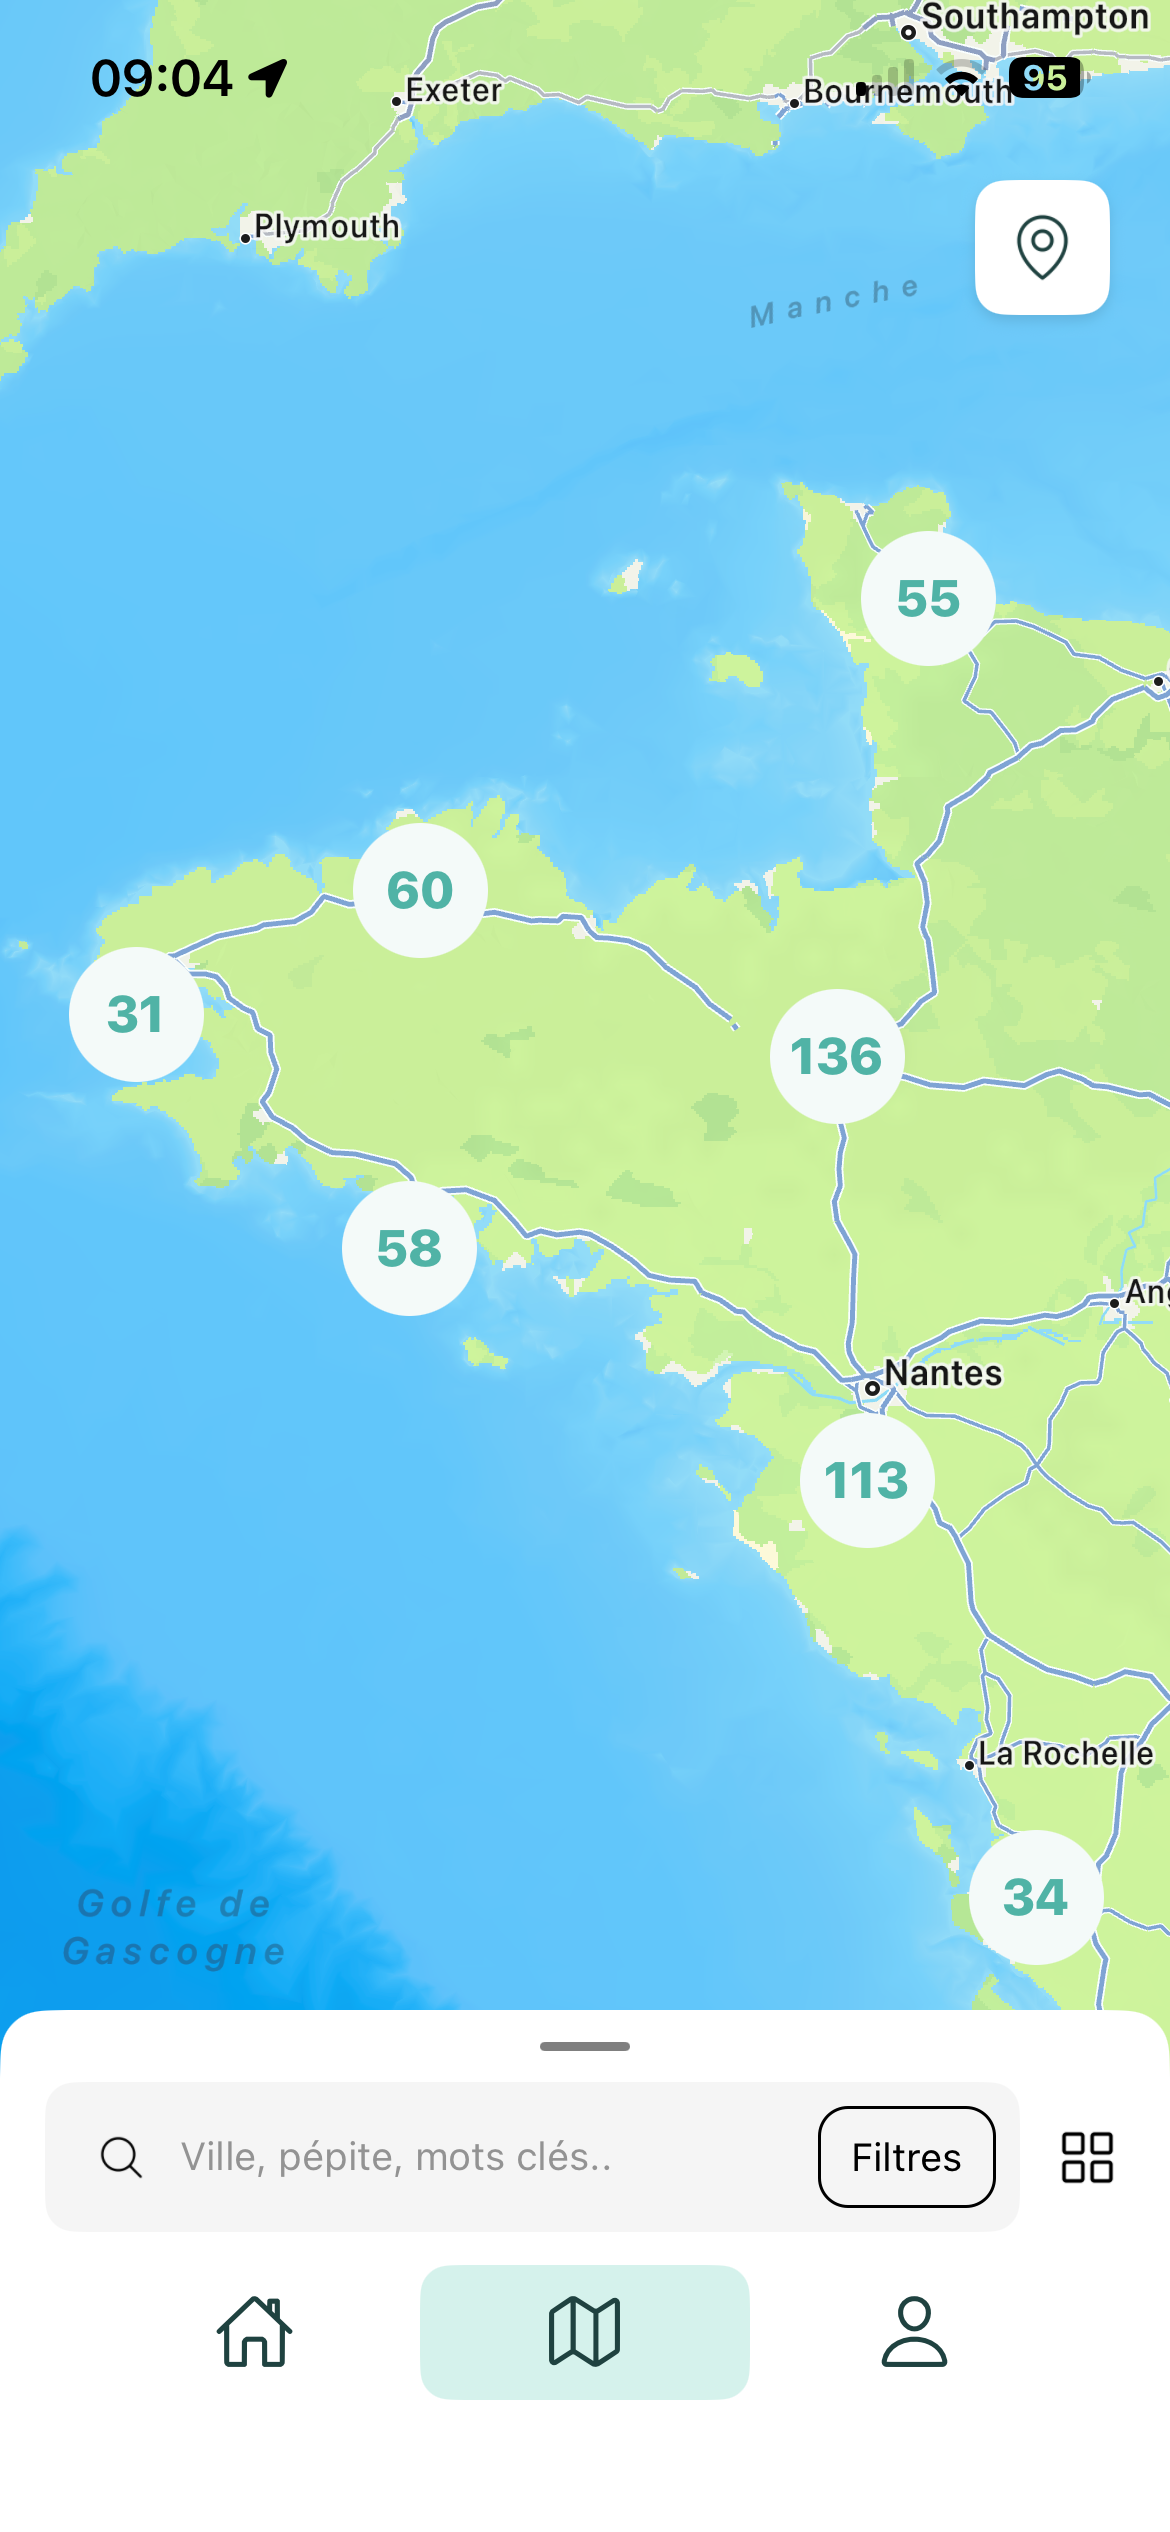 Southampton
09:04
Exeter
Bournemouth
95
Plymouth
Manche
55
60
31
136
58
Ang
Nantes
113
La Rochelle
Golfe de
Gascogne
34
Ville, pépite, mots clés..
Filtres